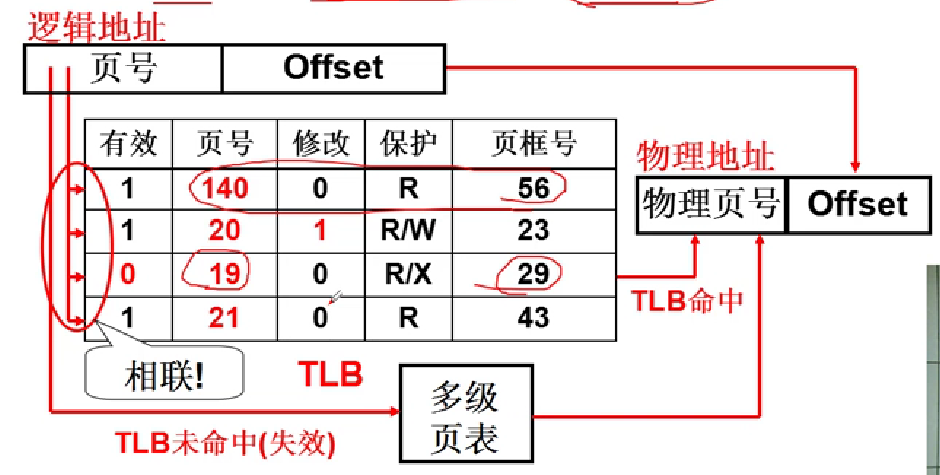 逻辑地址
页号 Offset
有效 页号 修改 保护 页框号
1 140 0 R 56
1 20 1 R/W 23
0 19 0 R/X 29
1 21 0 R 43
物理地址
物理页号 Offset
TLB命中
相联!
TLB
多级
页表
TLB未命中(失效)